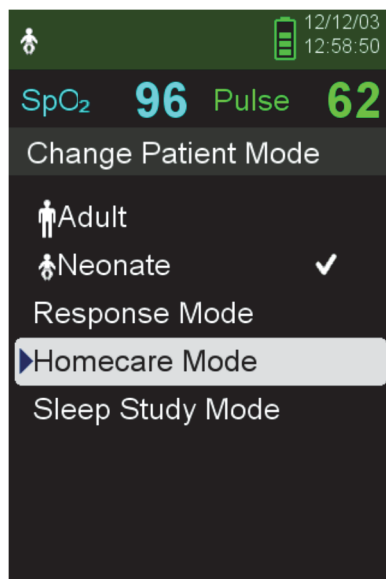 12/12/03
12:58:50
SpO₂ 96 Pulse 62
Change Patient Mode
Adult
Neonate
Response Mode
Homecare Mode
Sleep Study Mode